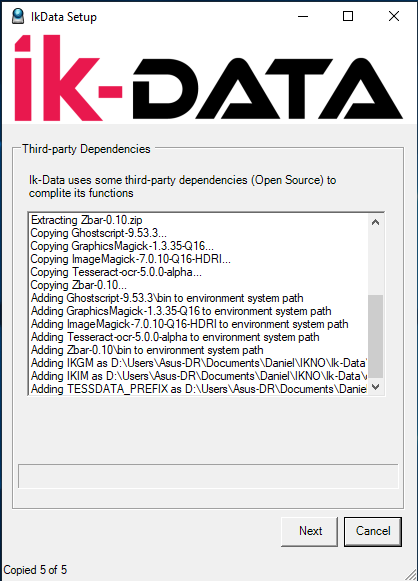 IkData Setup
ik-DATA
Third-party Dependencies
Ik-Data uses some third-party dependencies (Open Source) to
complite its functions
Extracting Zbar-0.10.zip
Copying Ghostscript-9.53.3...
Copying GraphicsMagick-1.3.35-Q16...
Copying ImageMagick-7.0.10-Q16-HDRI...
Copying Tesseract-ocr-5.0.0-alpha...
Copying Zbar-0.10...
Adding Ghostscript-9.53.3\bin to environment system path
Adding GraphicsMagick-1.3.35-Q16 to environment system path
Adding ImageMagick-7.0.10-Q16-HDRI to environment system path
Adding Tesseract-ocr-5.0.0-alpha to environment system path
Adding Zbar-0.10\bin to environment system path
Adding IKGM as D:\Users\Asus-DR\Documents\Daniel\IKNO\Ik-Data\
Adding IKIM as D:\Users\Asus-DR\Documents\Daniel\IKNO\Ik-Data\
Adding TESSDATA_PREFIX as D:\Users\Asus-DR\Documents\Danie
Next
Cancel
Copied 5 of 5